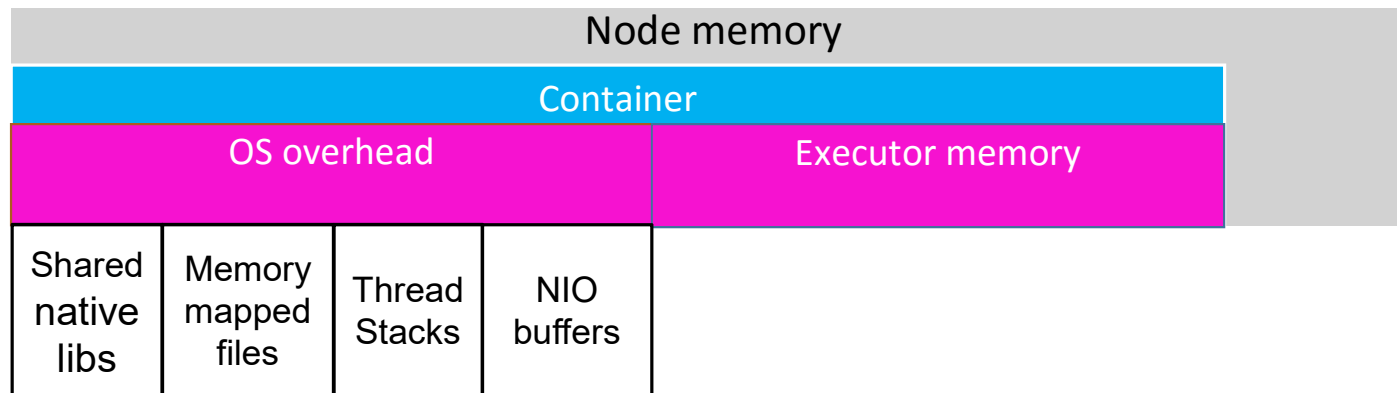 Node memory
Container
OS overhead
Executor memory
Shared
native
libs
Memory
mapped
files
Thread
Stacks
NIO
buffers